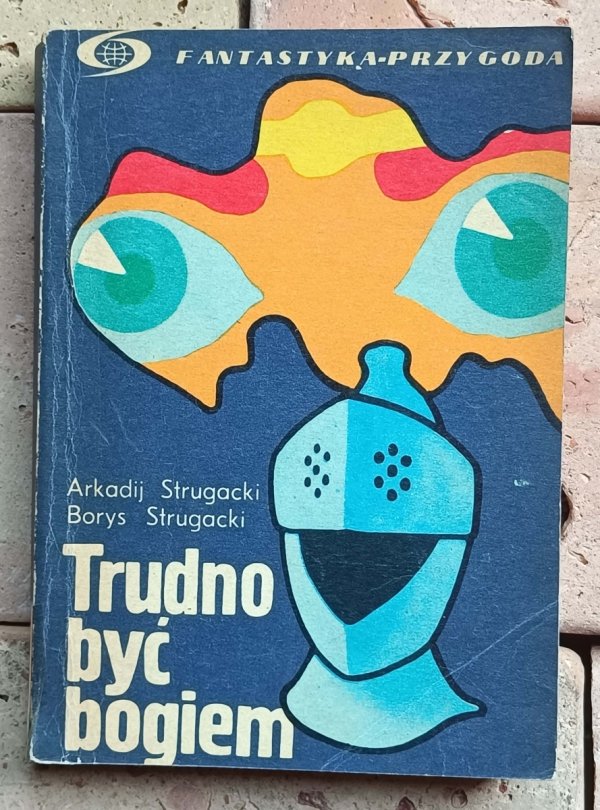 FANTASTYKA-PRZYGODA
Arkadij Strugacki
Borys Strugacki
Trudno
być
bogiem